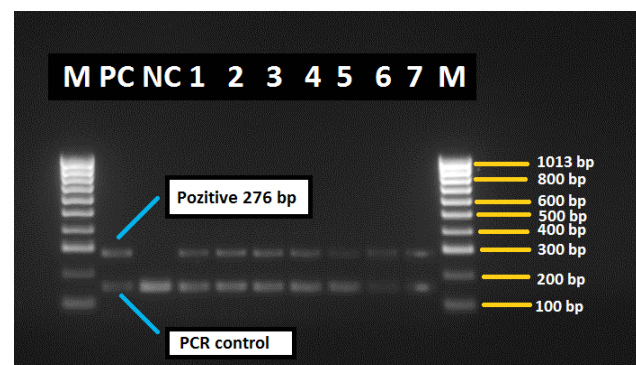 M PC NC 1 2 3 4 5 6 7 M
1013 bp
800 bp
Pozitive 276 bp
600 bp
500 bp
400 bp
300 bp
200 bp
100 bp
PCR control